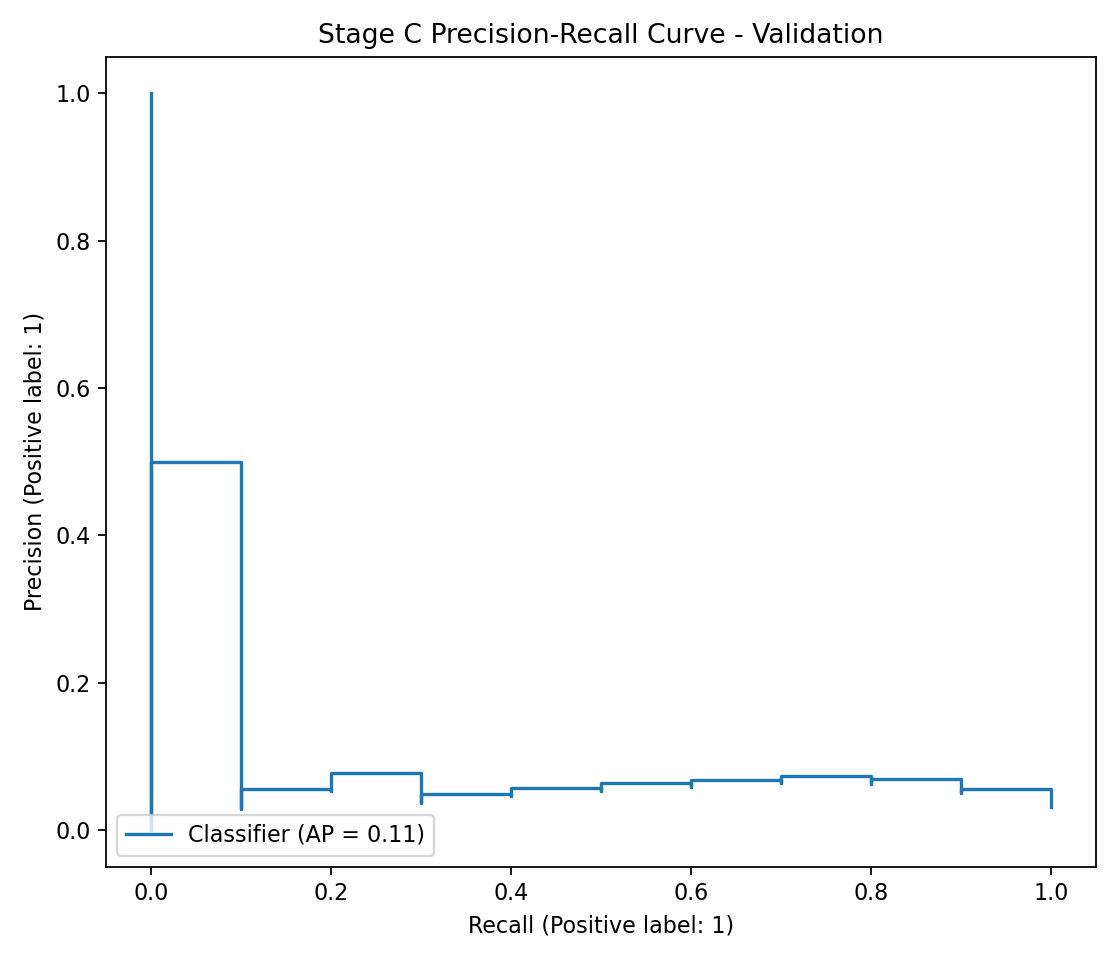 Stage C Precision-Recall Curve - Validation
Precision (Positive label: 1)
1.0
0.8
0.6
0.4
0.2
0.0
Classifier (AP = 0.11)
0.0 0.2 0.4 0.6 0.8 1.0
Recall (Positive label: 1)